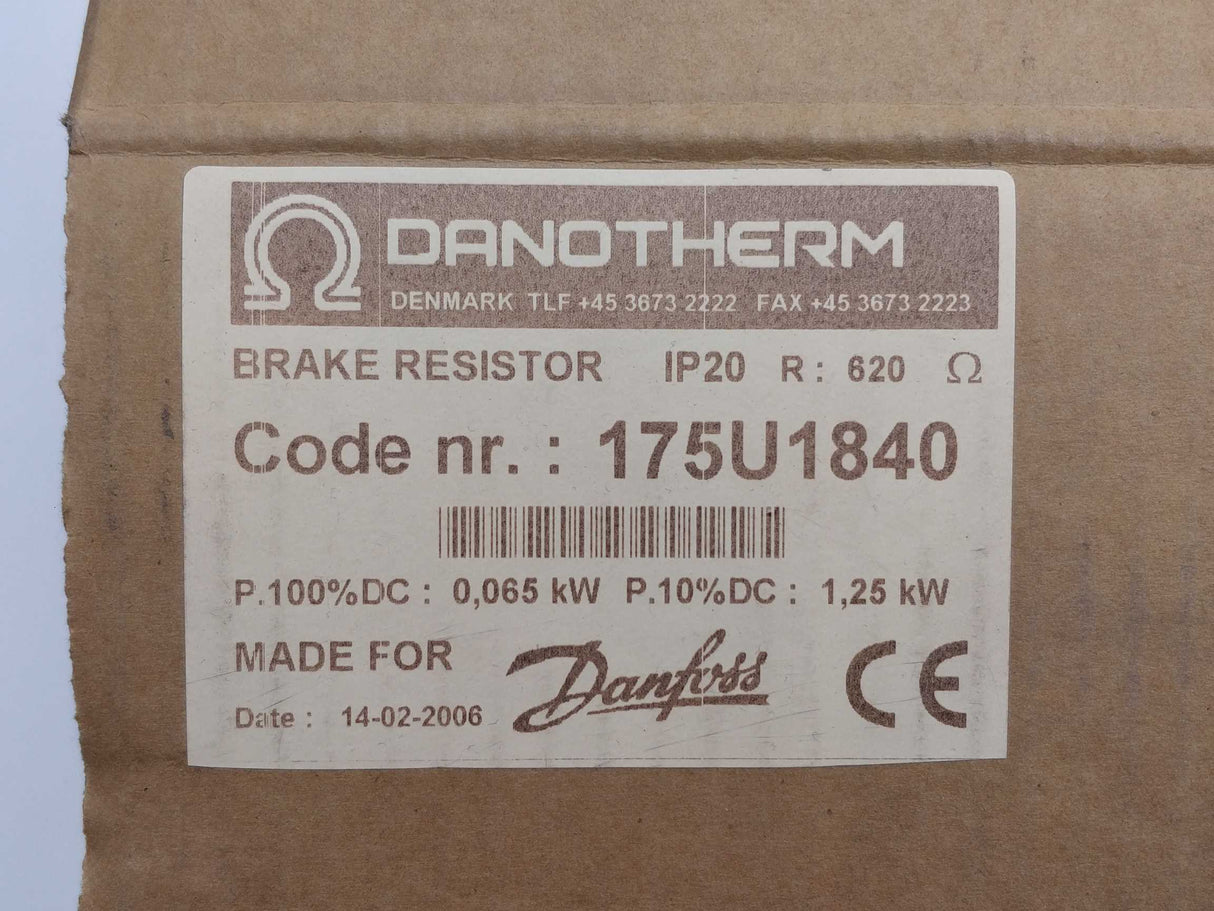 DANOTHERM
DENMARK TLF +45 3673 2222 FAX +45 3673 2223
BRAKE RESISTOR IP20 R : 620 Ω
Code nr. : 175U1840
P.100%DC : 0,065 kW P.10%DC : 1,25 kW
MADE FOR Danfoss CE
Date : 14-02-2006